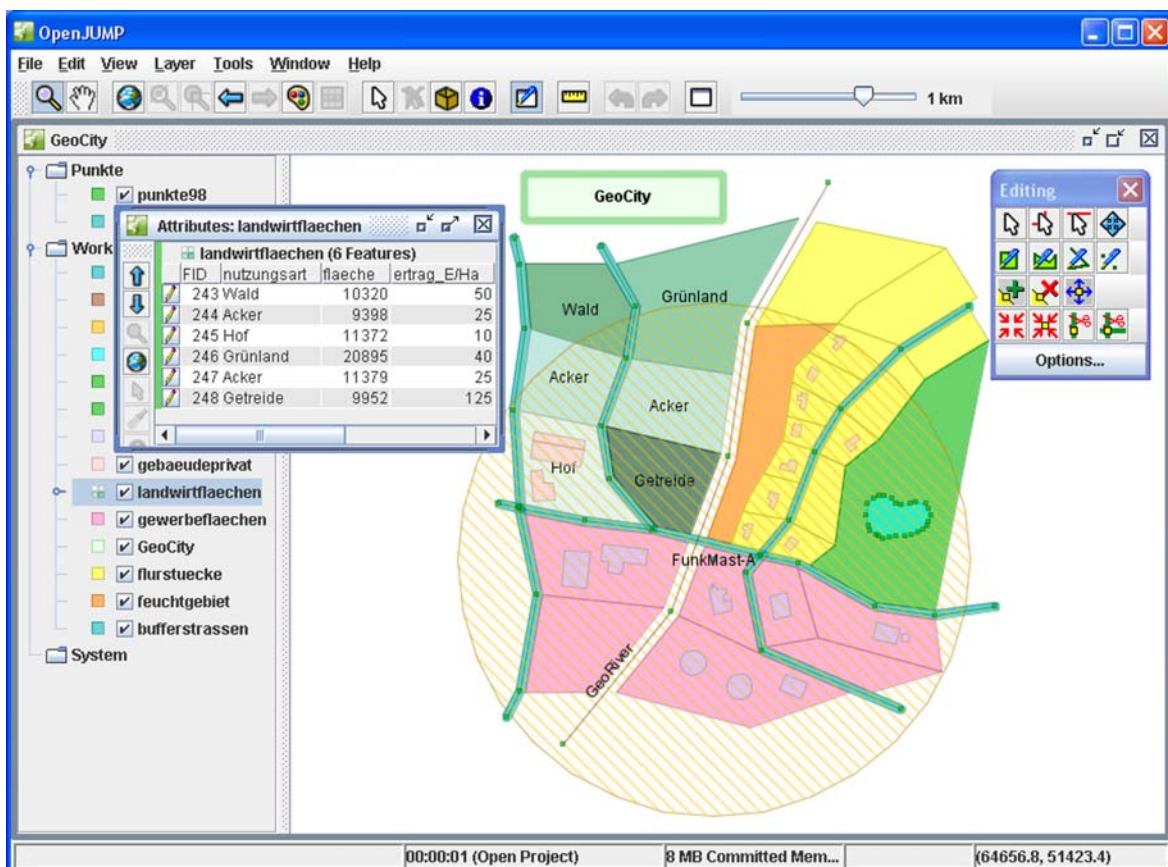 OpenJUMP
File Edit View Layer Tools Window Help
1 km
GeoCity
Punkte
punkte98
Work
Attributes: landwirtflaechen
landwirtflaechen (6 Features)
FID nutzungsart flaeche ertrag_E/Ha
243 Wald 10320 50
244 Acker 9398 25
245 Hof 11372 10
246 Grünland 20895 40
247 Acker 11379 25
248 Getreide 9952 125
gebaeudeprivat
landwirtflaechen
gewerbeflaechen
GeoCity
flurstuecke
feuchtgebiet
bufferstrassen
System
GeoCity
Wald
Grünland
Acker
Acker
Hof
Getreide
FunkMast-A
GeoRiver
Editing
Options...
00:00:01 (Open Project) 8 MB Committed Mem... (64656.8, 51423.4)